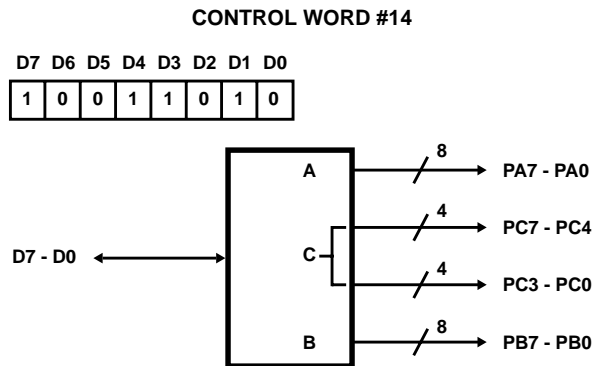 CONTROL WORD #14
D7 D6 D5 D4 D3 D2 D1 D0
1 0 0 1 1 0 1 0
8
A PA7 - PA0
4
PC7 - PC4
D7 - D0 C
4
PC3 - PC0
8
B PB7 - PB0